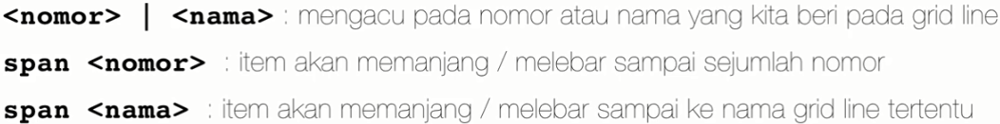 <nomor> | <nama> : mengacu pada nomor atau nama yang kita beri pada grid line
span <nomor> : item akan memanjang / melebar sampai sejumlah nomor
span <nama> : item akan memanjang / melebar sampai ke nama grid line tertentu